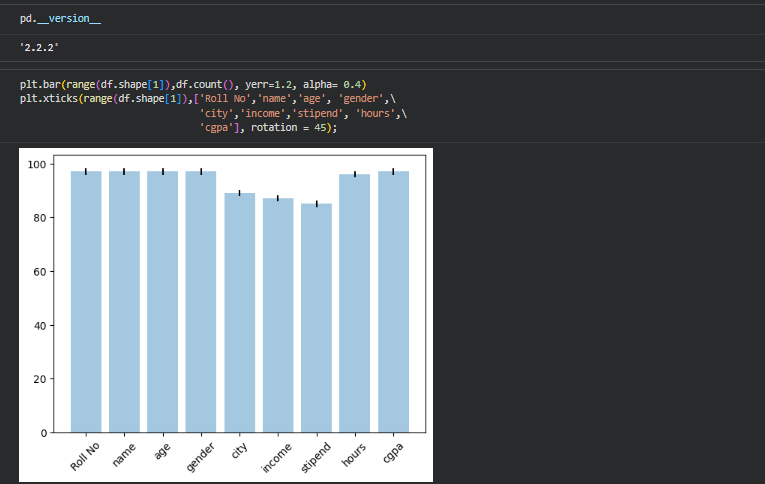 pd.__version__
'2.2.2'
plt.bar(range(df.shape[1]),df.count(), yerr=1.2, alpha= 0.4)
plt.xticks(range(df.shape[1]),['Roll No','name','age', 'gender',\
'city','income','stipend', 'hours',\
'cgpa'], rotation = 45);
100
80
60
40
20
0
Roll No
name
age
gender
city
income
stipend
hours
cgpa